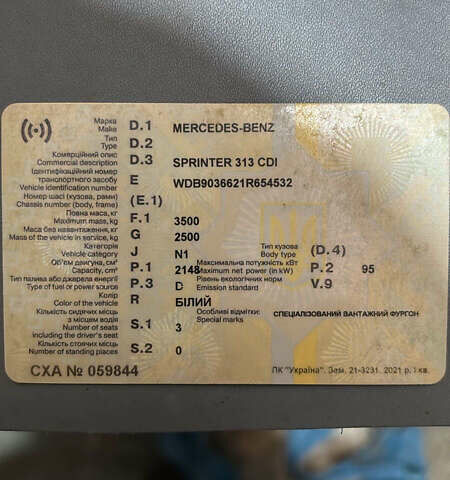 Марка D.1 MERCEDES-BENZ
Make
Тип D.2
Type
Комерційний опис D.3 SPRINTER 313 CDI
Commercial description
Ідентифікаційний номер
транспортного засобу E WDB9036621R654532
Vehicle identification number
Номер шасі (кузова, рами) (E.1)
Chassis number (body, frame)
Повна маса, кг F.1 3500
Maximum mass, kg
Маса без навантаження, кг G 2500
Mass of the vehicle in service, kg
Категорія J N1 Тип кузова (D.4)
Vehicle category Body type
Об'єм двигуна, см³ P.1 2148 Максимальна потужність кВт P.2 95
Capacity, cm³ Maximum net power (in kW)
Тип палива або джерела енергії P.3 D Рівень екологічних норм V.9
Type of fuel or power source Emission standard
Колір R БІЛИЙ Особливі відмітки: СПЕЦІАЛІЗОВАНИЙ ВАНТАЖНИЙ ФУРГОН
Color of the vehicle Special marks
Кількість сидячих місць
з місцем водія S.1 3
Number of seats
including the driver's seat
Кількість стоячих місць S.2 0
Number of standing places
СХА № 059844 ПК "Україна". Зам. 21-3231. 2021 р. I кв.